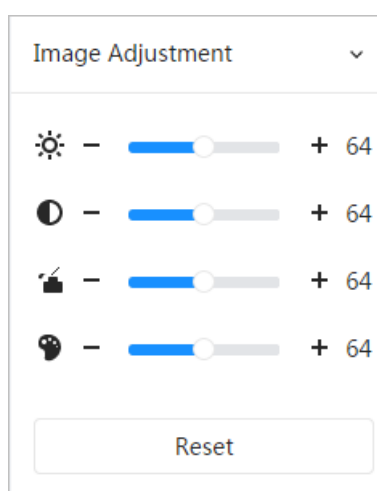 Image Adjustment
- + 64
- + 64
- + 64
- + 64
Reset